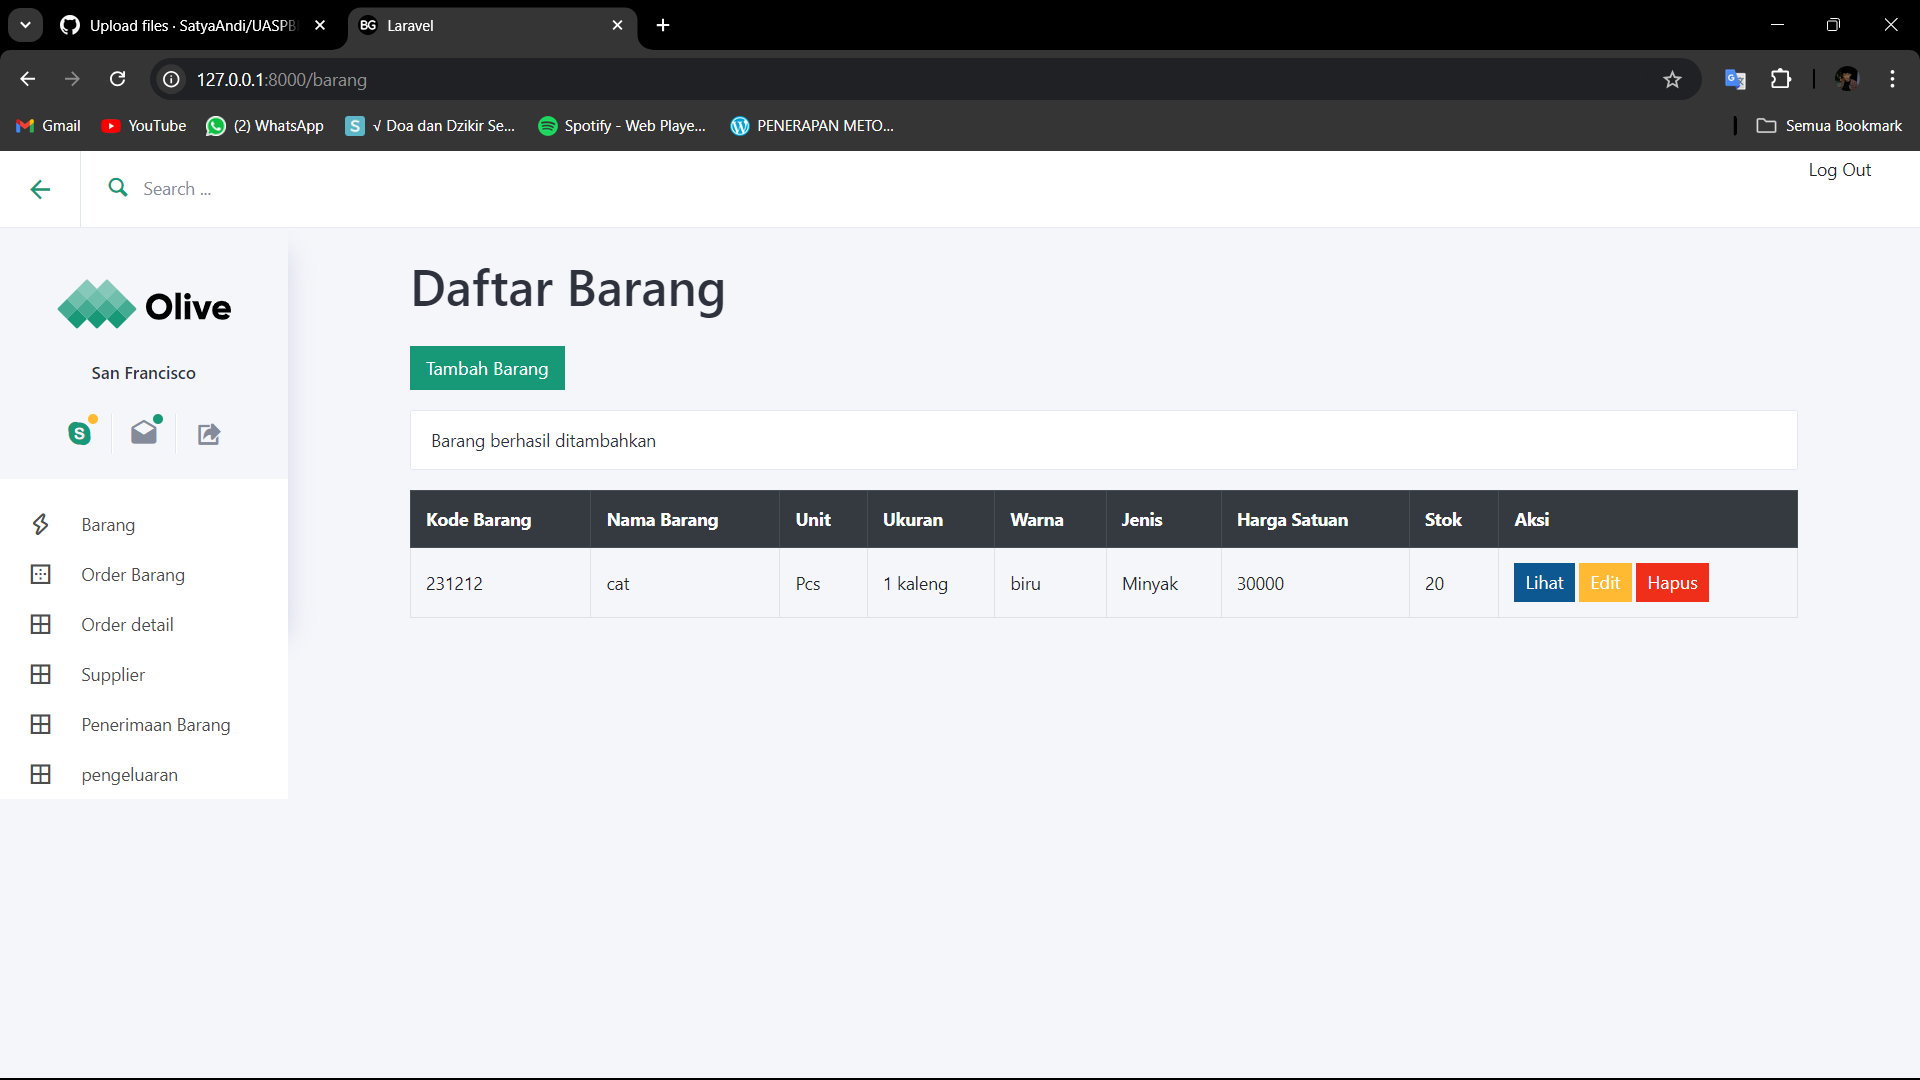 Upload files · SatyaAndi/UASPB
BG Laravel
127.0.0.1:8000/barang
Gmail YouTube (2) WhatsApp S √ Doa dan Dzikir Se... Spotify - Web Playe... PENERAPAN METO... Semua Bookmark
Search ...
Log Out
Olive
San Francisco
S
Barang
Order Barang
Order detail
Supplier
Penerimaan Barang
pengeluaran
Daftar Barang
Tambah Barang
Barang berhasil ditambahkan
Kode Barang Nama Barang Unit Ukuran Warna Jenis Harga Satuan Stok Aksi
231212 cat Pcs 1 kaleng biru Minyak 30000 20 Lihat Edit Hapus